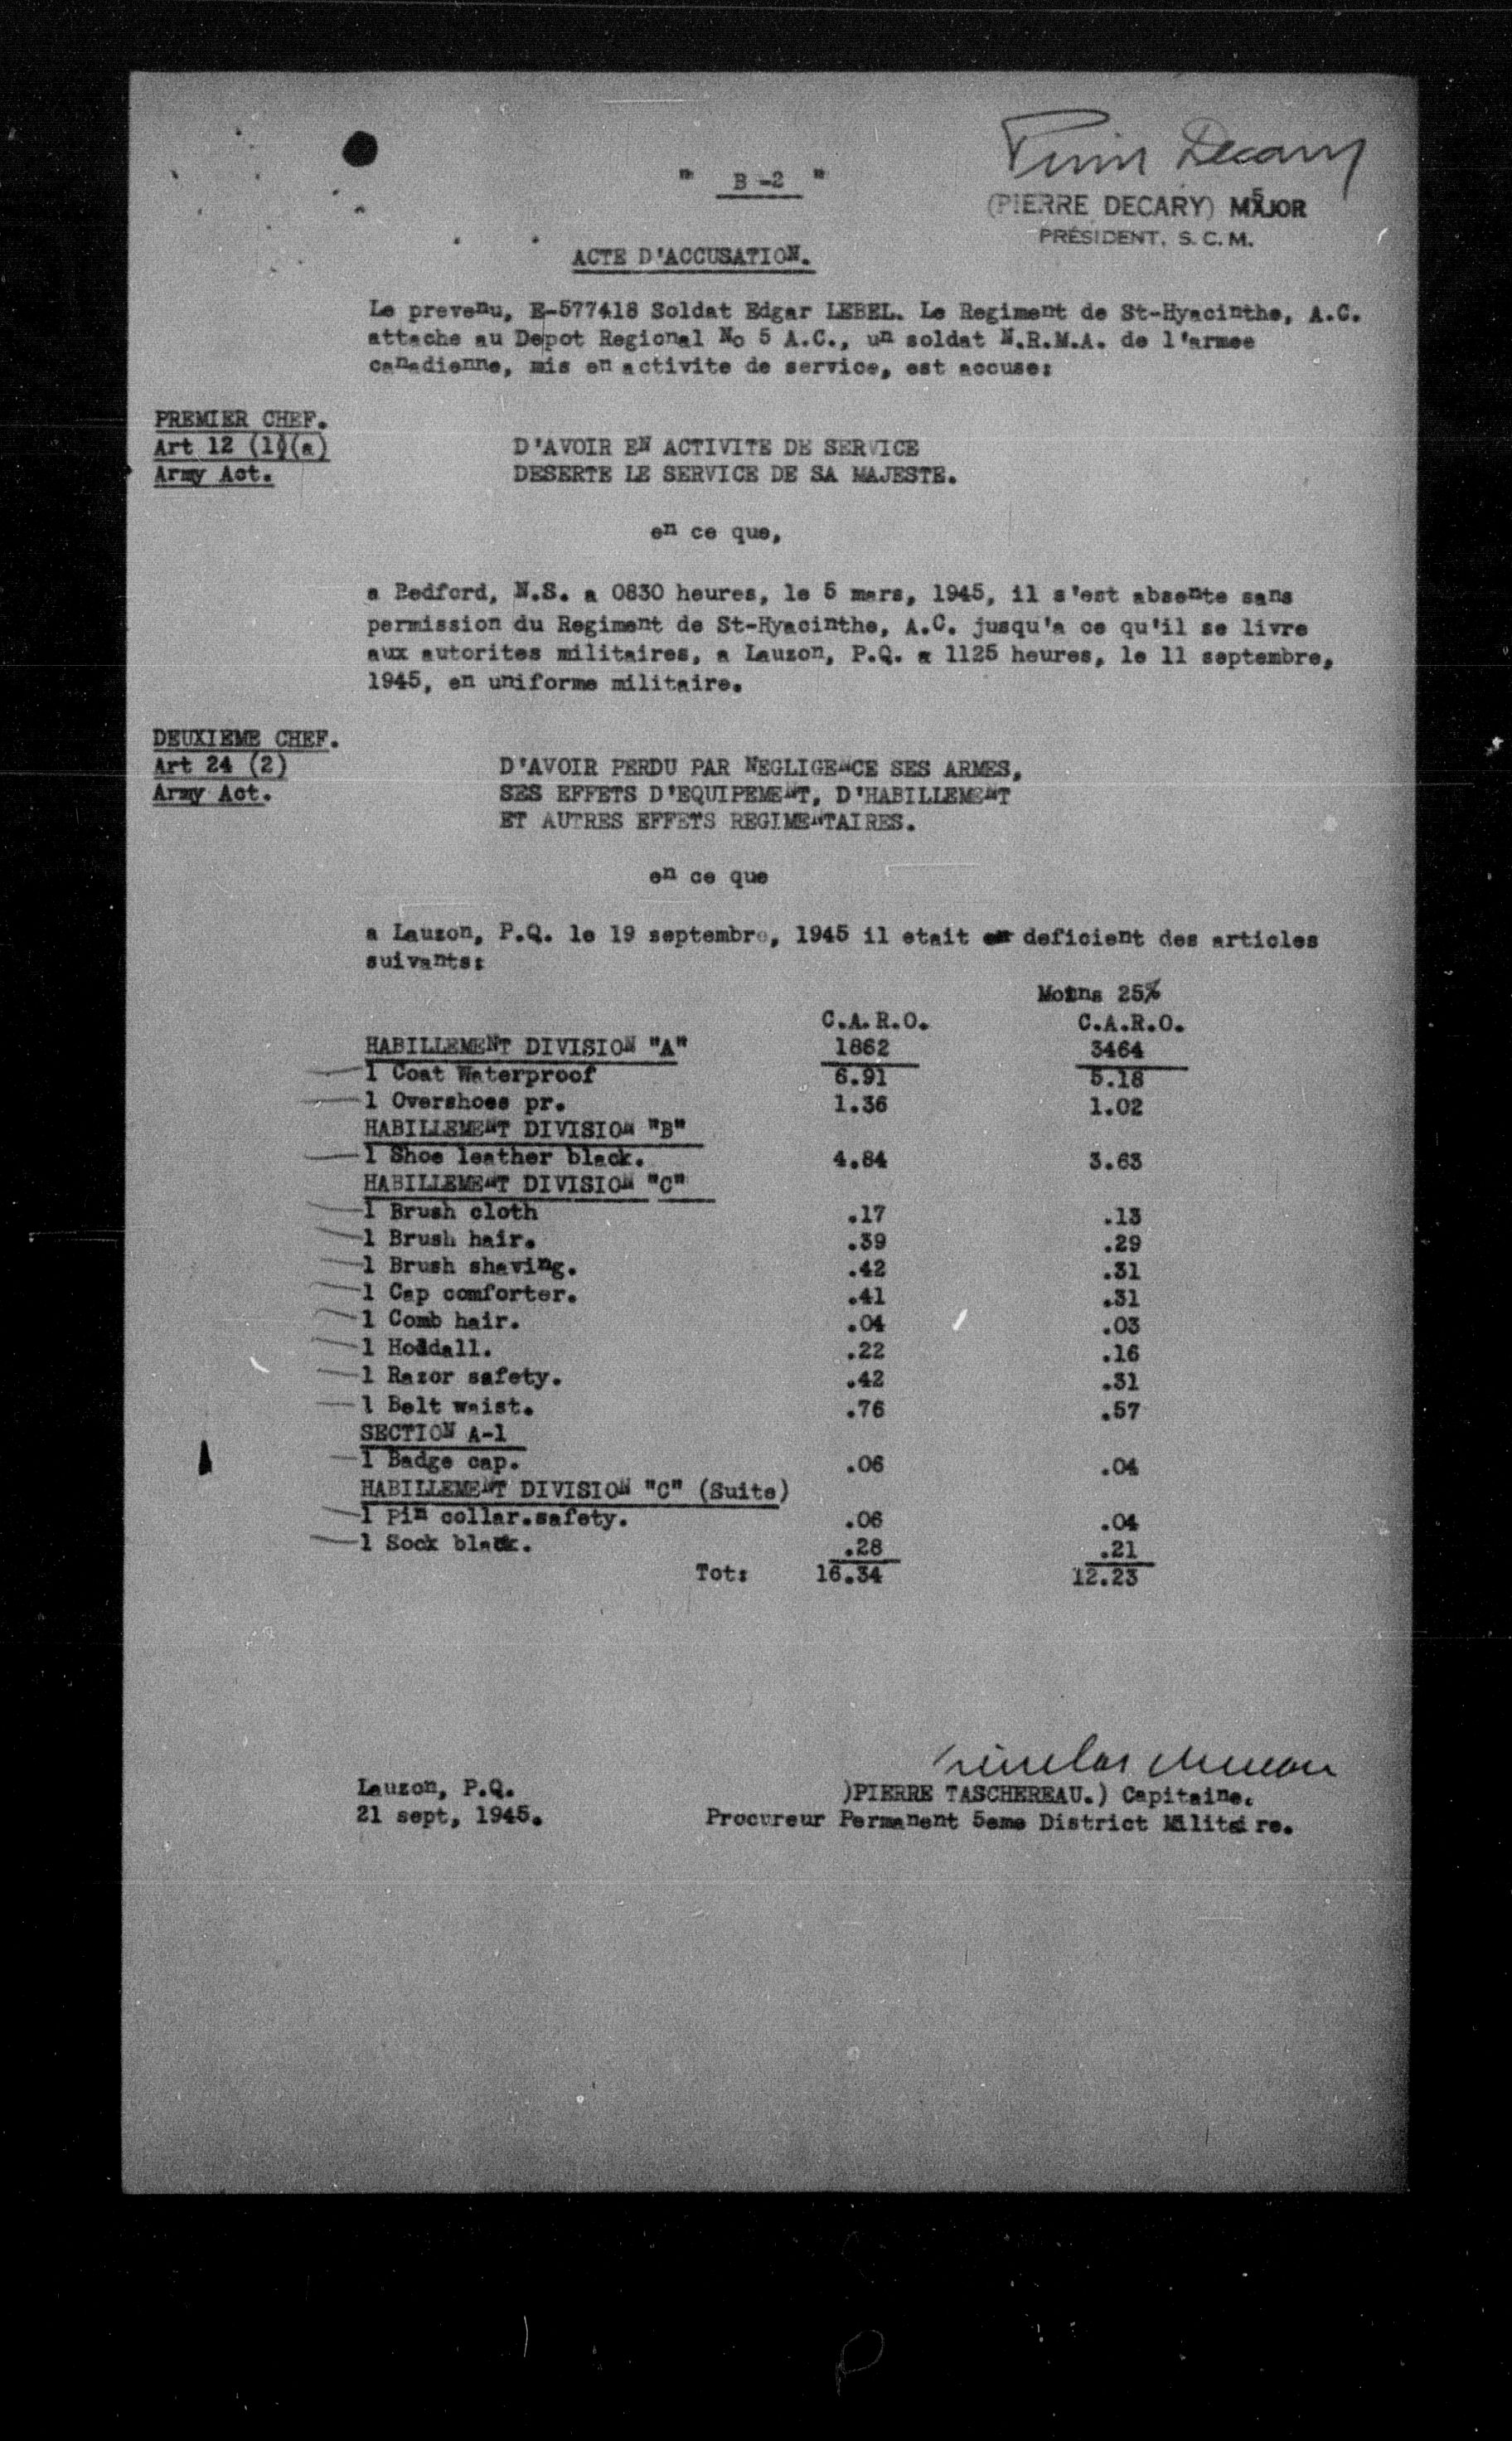 Pierre Decary
" B-2 "
(PIERRE DECARY) MAJOR
PRÉSIDENT, S. C. M.
ACTE D'ACCUSATION.
Le prevenu, E-577418 Soldat Edgar LEBEL. Le Regiment de St-Hyacinthe, A.C.
attache au Depot Regional No 5 A.C., un soldat N.R.M.A. de l'armee
canadienne, mis en activite de service, est accuse:
PREMIER CHEF.
Art 12 (1)(a)
Army Act.
D'AVOIR EN ACTIVITE DE SERVICE
DESERTE LE SERVICE DE SA MAJESTE.
en ce que,
a Bedford, N.S. a 0830 heures, le 5 mars, 1945, il s'est absente sans
permission du Regiment de St-Hyacinthe, A.C. jusqu'a ce qu'il se livre
aux autorites militaires, a Lauzon, P.Q. a 1125 heures, le 11 septembre,
1945, en uniforme militaire.
DEUXIEME CHEF.
Art 24 (2)
Army Act.
D'AVOIR PERDU PAR NEGLIGENCE SES ARMES,
SES EFFETS D'EQUIPEMENT, D'HABILLEMENT
ET AUTRES EFFETS REGIMENTAIRES.
en ce que
a Lauzon, P.Q. le 19 septembre, 1945 il etait deficient des articles
suivants:
Moins 25%
C.A.R.O. C.A.R.O.
HABILLEMENT DIVISION "A" 1862 3464
1 Coat Waterproof 6.91 5.18
1 Overshoes pr. 1.36 1.02
HABILLEMENT DIVISION "B"
1 Shoe leather black. 4.84 3.63
HABILLEMENT DIVISION "C"
1 Brush cloth .17 .13
1 Brush hair. .39 .29
1 Brush shaving. .42 .31
1 Cap comforter. .41 .31
1 Comb hair. .04 .03
1 Holdall. .22 .16
1 Razor safety. .42 .31
1 Belt waist. .76 .57
SECTION A-1
1 Badge cap. .06 .04
HABILLEMENT DIVISION "C" (Suite)
1 Pin collar.safety. .06 .04
1 Sock black. .28 .21
Tot: 16.34 12.23
Lauzon, P.Q.
21 sept, 1945.
)PIERRE TASCHEREAU.) Capitaine.
Procureur Permanent 5eme District Militaire.